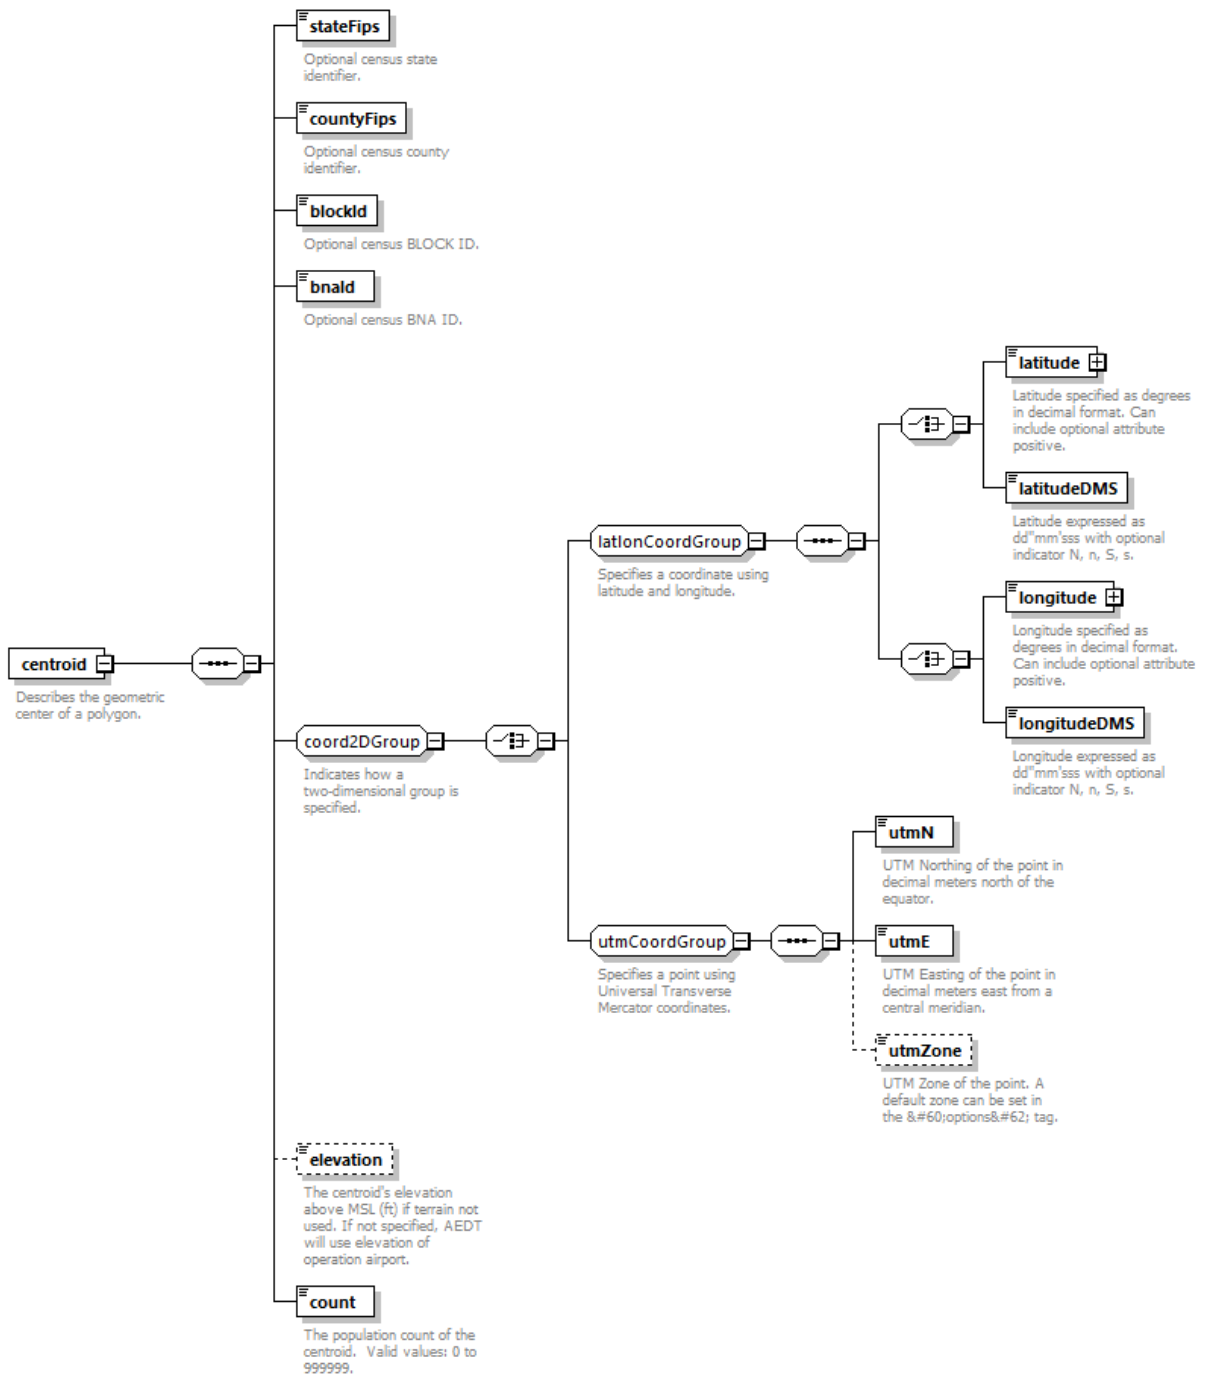 stateFips
Optional census state
identifier.
countyFips
Optional census county
identifier.
blockId
Optional census BLOCK ID.
bnaId
Optional census BNA ID.
latitude
Latitude specified as degrees
in decimal format. Can
include optional attribute
positive.
latitudeDMS
Latitude expressed as
dd"mm'sss with optional
indicator N, n, S, s.
latlonCoordGroup
Specifies a coordinate using
latitude and longitude.
longitude
Longitude specified as
degrees in decimal format.
Can include optional attribute
positive.
longitudeDMS
Longitude expressed as
dd"mm'sss with optional
indicator N, n, S, s.
centroid
Describes the geometric
center of a polygon.
coord2DGroup
Indicates how a
two-dimensional group is
specified.
utmN
UTM Northing of the point in
decimal meters north of the
equator.
utmCoordGroup
Specifies a point using
Universal Transverse
Mercator coordinates.
utmE
UTM Easting of the point in
decimal meters east from a
central meridian.
utmZone
UTM Zone of the point. A
default zone can be set in
the &#60;options&#62; tag.
elevation
The centroid's elevation
above MSL (ft) if terrain not
used. If not specified, AEDT
will use elevation of
operation airport.
count
The population count of the
centroid.  Valid values: 0 to
999999.